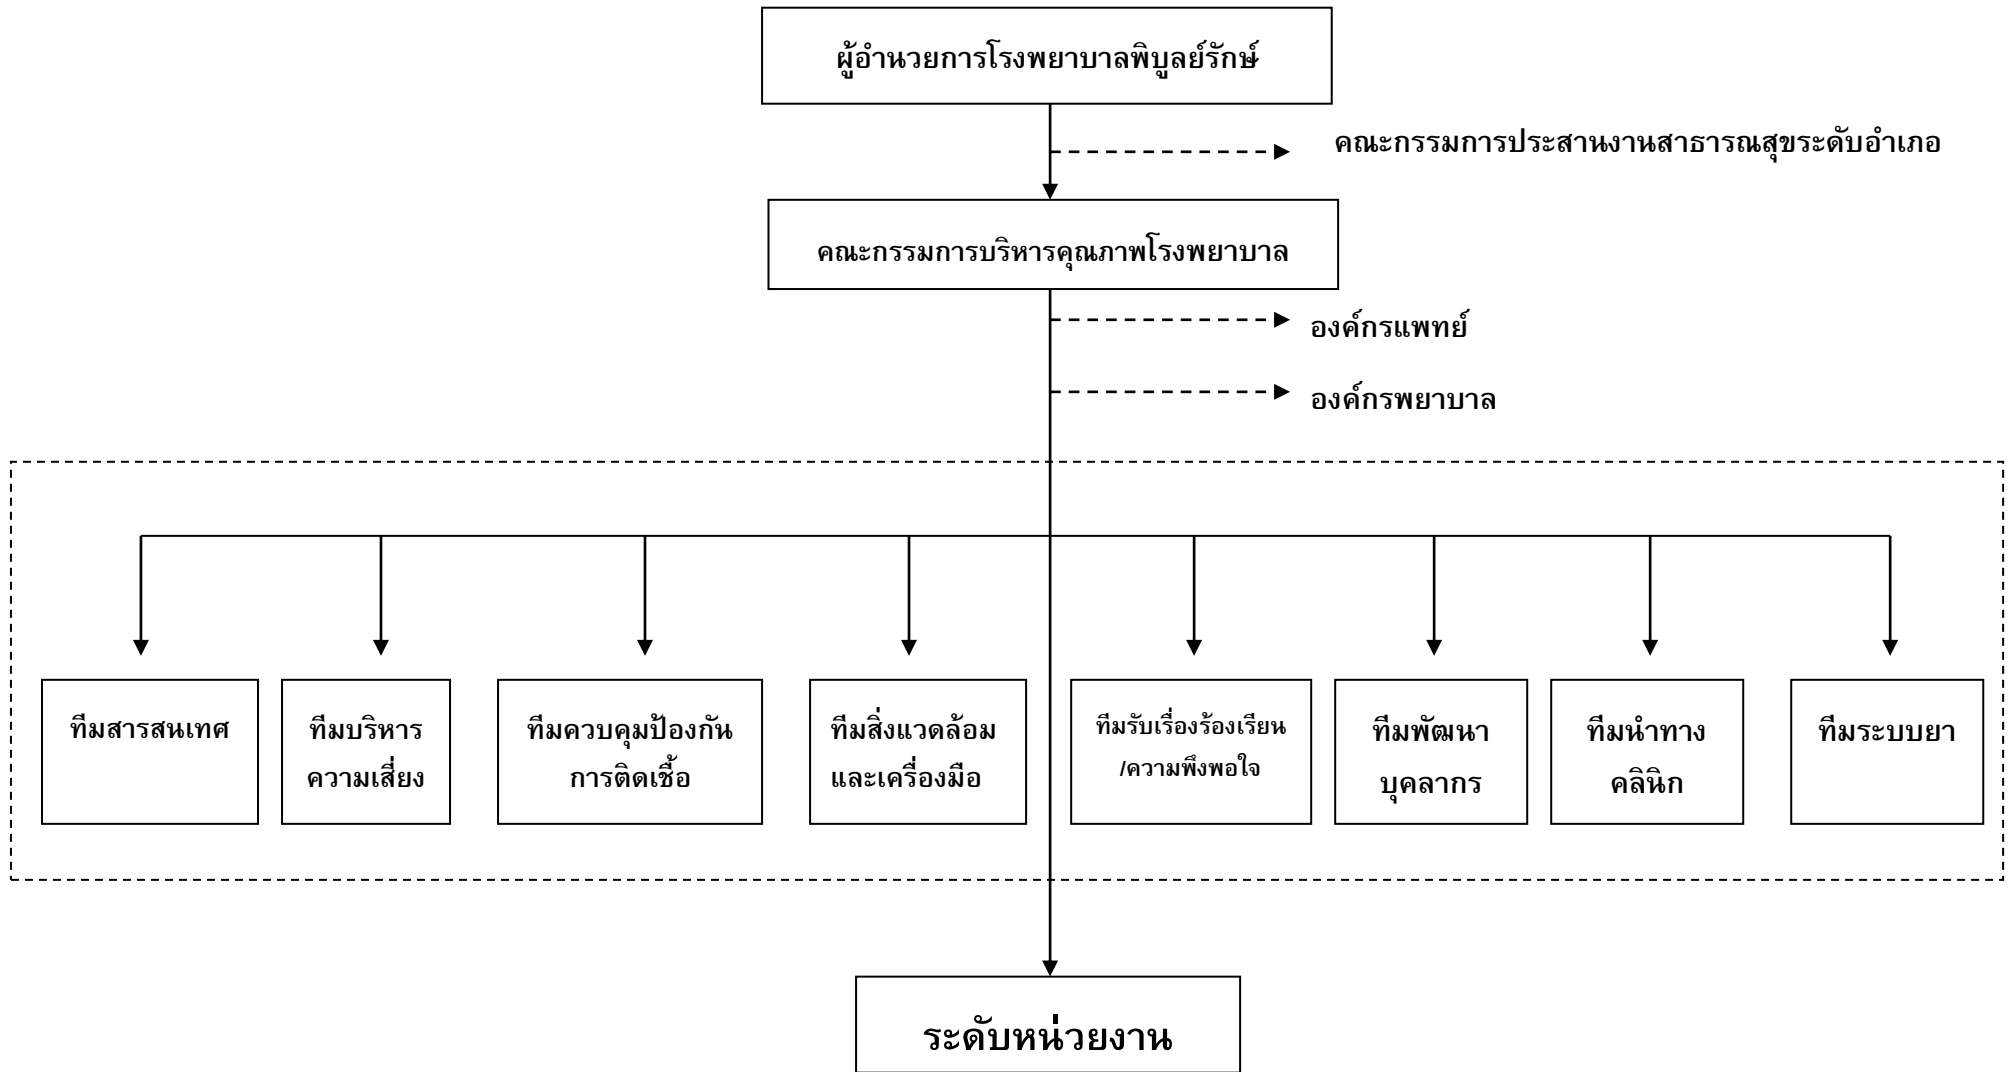 ผู้อำนวยการโรงพยาบาลพิบูลย์รักษ์
คณะกรรมการประสานงานสาธารณสุขระดับอำเภอ
คณะกรรมการบริหารคุณภาพโรงพยาบาล
องค์กรแพทย์
องค์กรพยาบาล
ทีมสารสนเทศ
ทีมบริหาร
ความเสี่ยง
ทีมควบคุมป้องกัน
การติดเชื้อ
ทีมสิ่งแวดล้อม
และเครื่องมือ
ทีมรับเรื่องร้องเรียน
/ความพึงพอใจ
ทีมพัฒนา
บุคลากร
ทีมนำทาง
คลินิก
ทีมระบบยา
ระดับหน่วยงาน